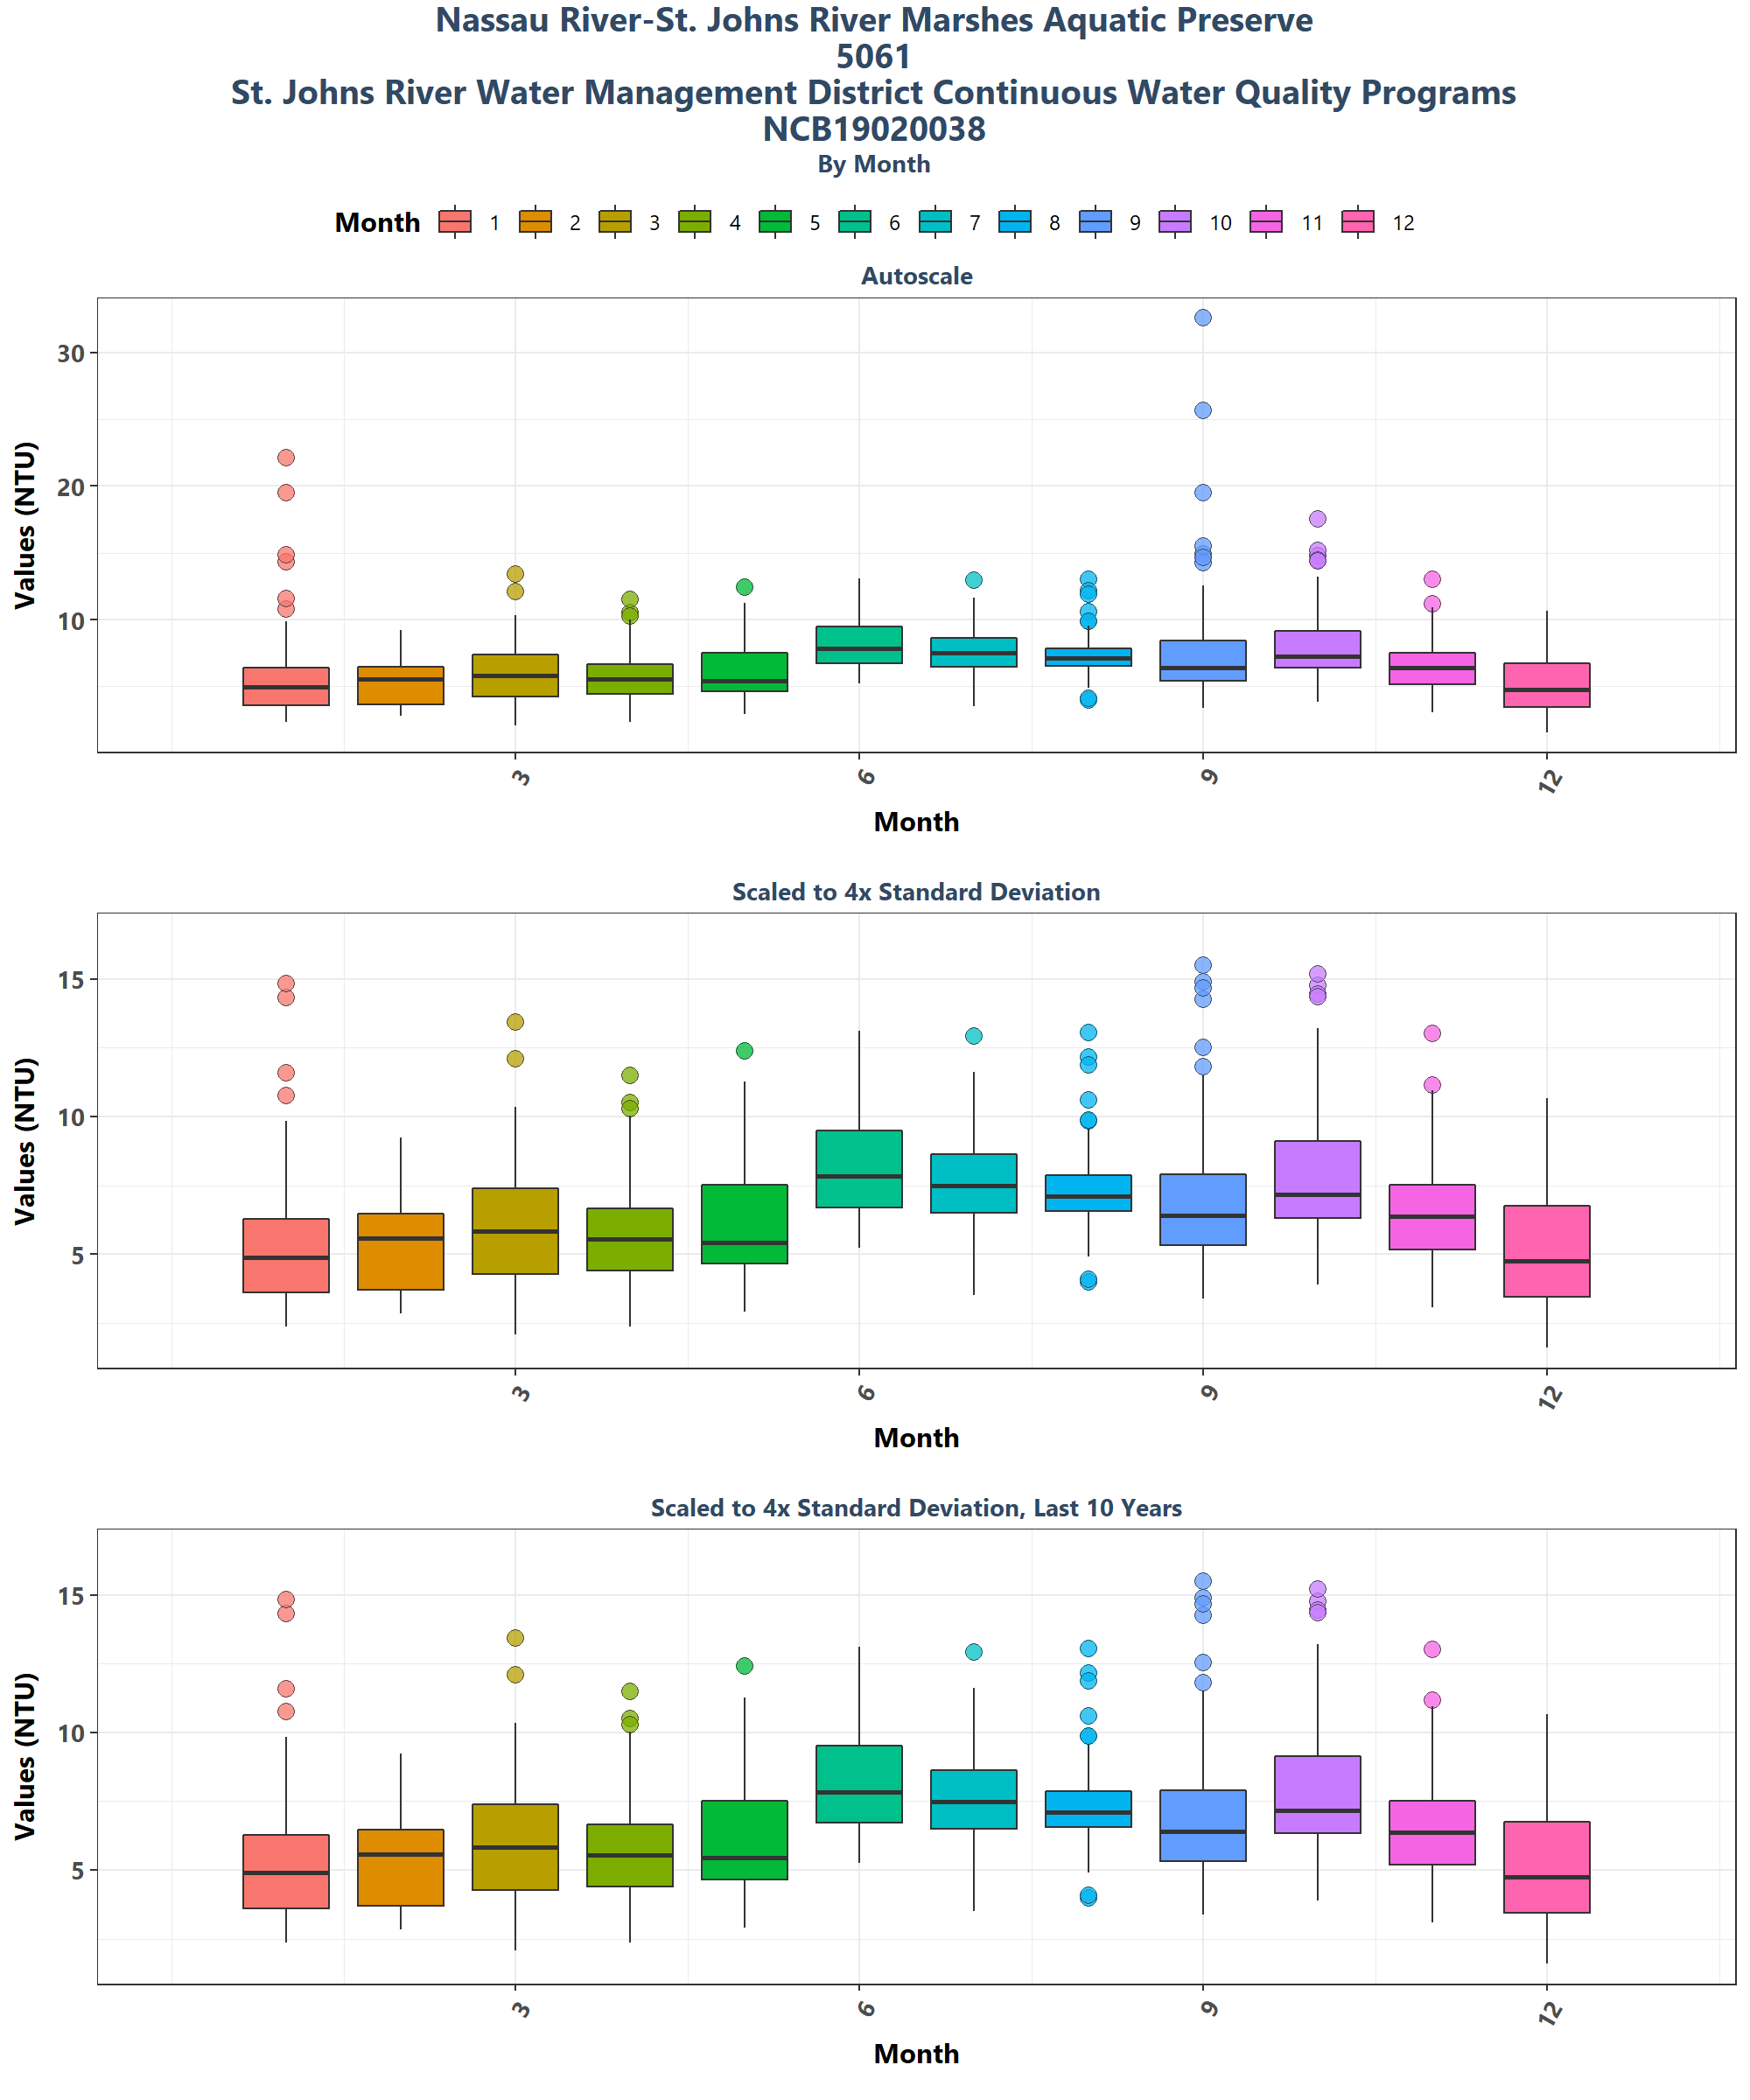 Nassau River-St. Johns River Marshes Aquatic Preserve
5061
St. Johns River Water Management District Continuous Water Quality Programs
NCB19020038
By Month
Month 1 2 3 4 5 6 7 8 9 10 11 12
Autoscale
Values (NTU)
30
20
10
3 6 9 12
Month
Scaled to 4x Standard Deviation
Values (NTU)
15
10
5
3 6 9 12
Month
Scaled to 4x Standard Deviation, Last 10 Years
Values (NTU)
15
10
5
3 6 9 12
Month